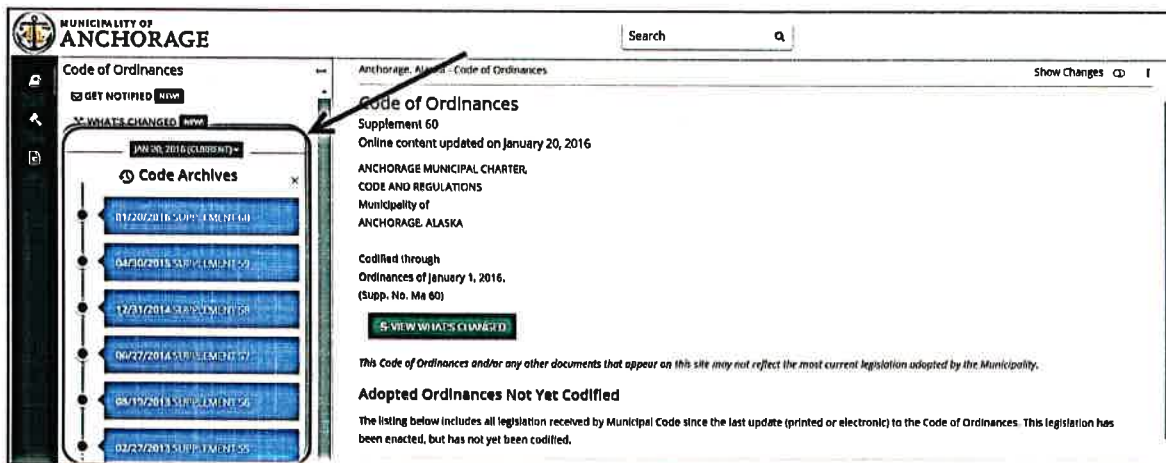 MUNICIPALITY OF
ANCHORAGE
Search
Code of Ordinances
GET NOTIFIED NEW!
WHAT'S CHANGED NEW!
JAN 20, 2016 (CURRENT)
Code Archives
×
01/20/2016 SUPPLEMENT 60
04/30/2015 SUPPLEMENT 59
12/31/2014 SUPPLEMENT 58
06/27/2014 SUPPLEMENT 57
08/19/2013 SUPPLEMENT 56
02/27/2013 SUPPLEMENT 55
Anchorage, Alaska - Code of Ordinances
Show Changes
Code of Ordinances
Supplement 60
Online content updated on January 20, 2016
ANCHORAGE MUNICIPAL CHARTER,
CODE AND REGULATIONS
Municipality of
ANCHORAGE, ALASKA
Codified through
Ordinances of January 1, 2016.
(Supp. No. Ma 60)
VIEW WHAT'S CHANGED
This Code of Ordinances and/or any other documents that appear on this site may not reflect the most current legislation adopted by the Municipality.
Adopted Ordinances Not Yet Codified
The listing below includes all legislation received by Municipal Code since the last update (printed or electronic) to the Code of Ordinances. This legislation has
been enacted, but has not yet been codified.